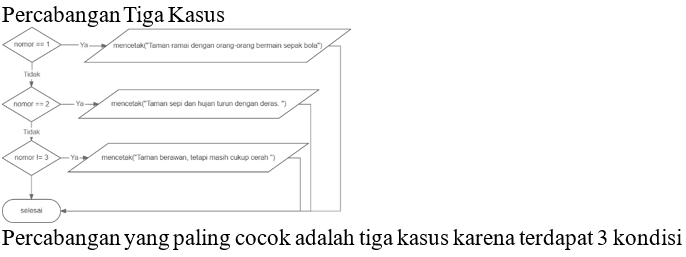 Percabangan Tiga Kasus
nomor == 1
Ya
mencetak("Taman ramai dengan orang-orang bermain sepak bola")
Tidak
nomor == 2
Ya
mencetak("Taman sepi dan hujan turun dengan deras. ")
Tidak
nomor != 3
Ya
mencetak("Taman berawan, tetapi masih cukup cerah ")
selesai
Percabangan yang paling cocok adalah tiga kasus karena terdapat 3 kondisi